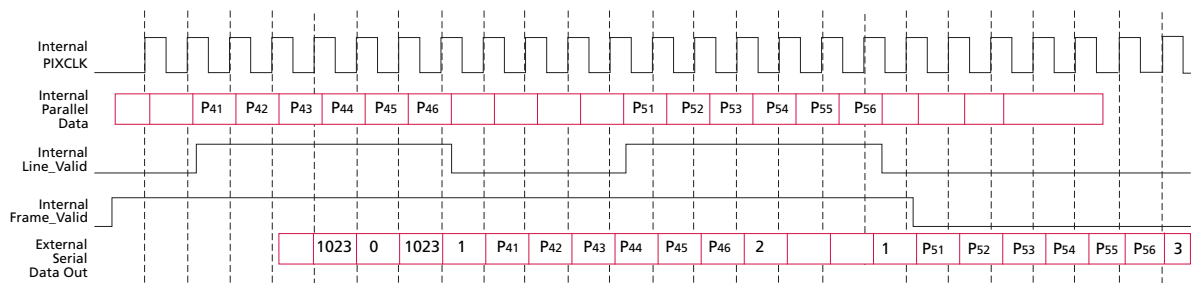 Internal
PIXCLK
Internal
Parallel
Data
P41 P42 P43 P44 P45 P46 P51 P52 P53 P54 P55 P56
Internal
Line_Valid
Internal
Frame_Valid
External
Serial
Data Out
1023 0 1023 1 P41 P42 P43 P44 P45 P46 2 1 P51 P52 P53 P54 P55 P56 3